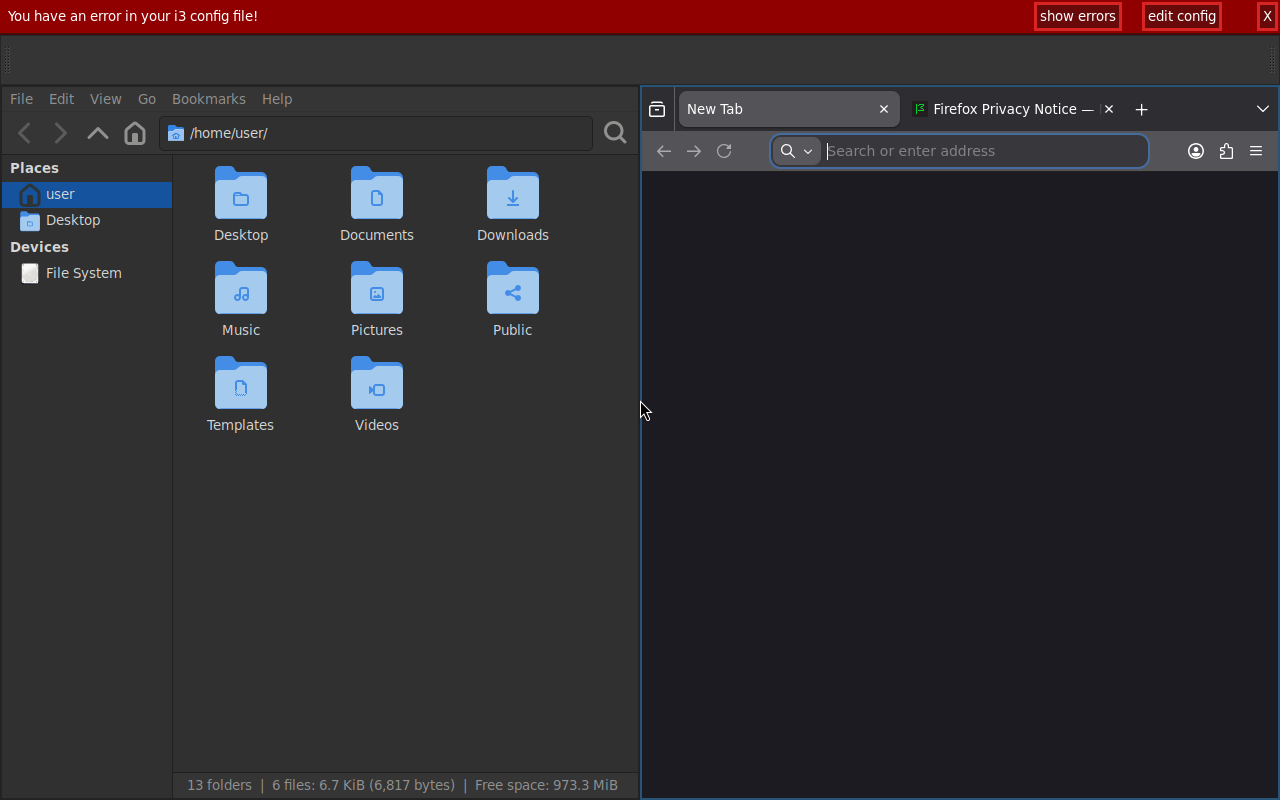 You have an error in your i3 config file! show errors edit config X
File Edit View Go Bookmarks Help
/home/user/
Places
user
Desktop
Devices
File System
Desktop Documents Downloads
Music Pictures Public
Templates Videos
13 folders | 6 files: 6.7 KiB (6,817 bytes) | Free space: 973.3 MiB
New Tab Firefox Privacy Notice —
Search or enter address